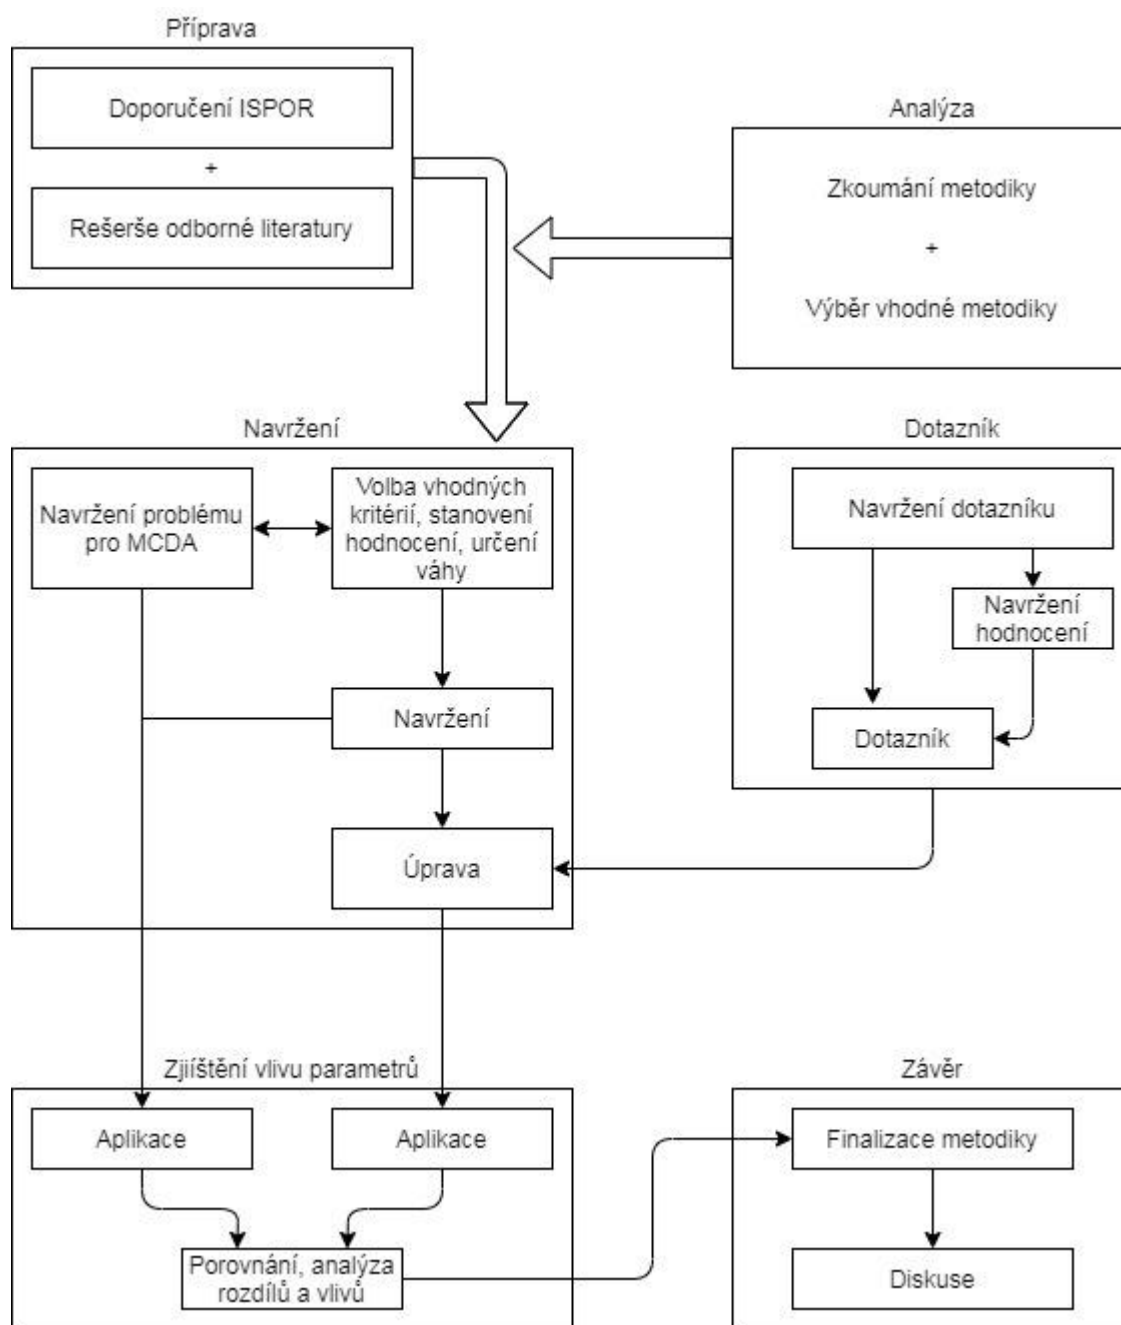 Příprava
Doporučení ISPOR
+
Rešerše odborné literatury
Analýza
Zkoumání metodiky
+
Výběr vhodné metodiky
Navržení
Navržení problému
pro MCDA
Volba vhodných
kritérií, stanovení
hodnocení, určení
váhy
Navržení
Úprava
Dotazník
Navržení dotazníku
Navržení
hodnocení
Dotazník
Zjiíštění vlivu parametrů
Aplikace
Aplikace
Porovnání, analýza
rozdílů a vlivů
Závěr
Finalizace metodiky
Diskuse